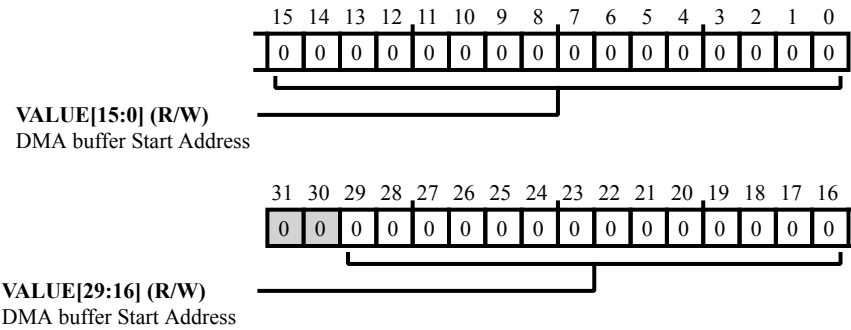 15 14 13 12 11 10 9 8 7 6 5 4 3 2 1 0
0 0 0 0 0 0 0 0 0 0 0 0 0 0 0 0
VALUE[15:0] (R/W)
DMA buffer Start Address
31 30 29 28 27 26 25 24 23 22 21 20 19 18 17 16
0 0 0 0 0 0 0 0 0 0 0 0 0 0 0 0
VALUE[29:16] (R/W)
DMA buffer Start Address